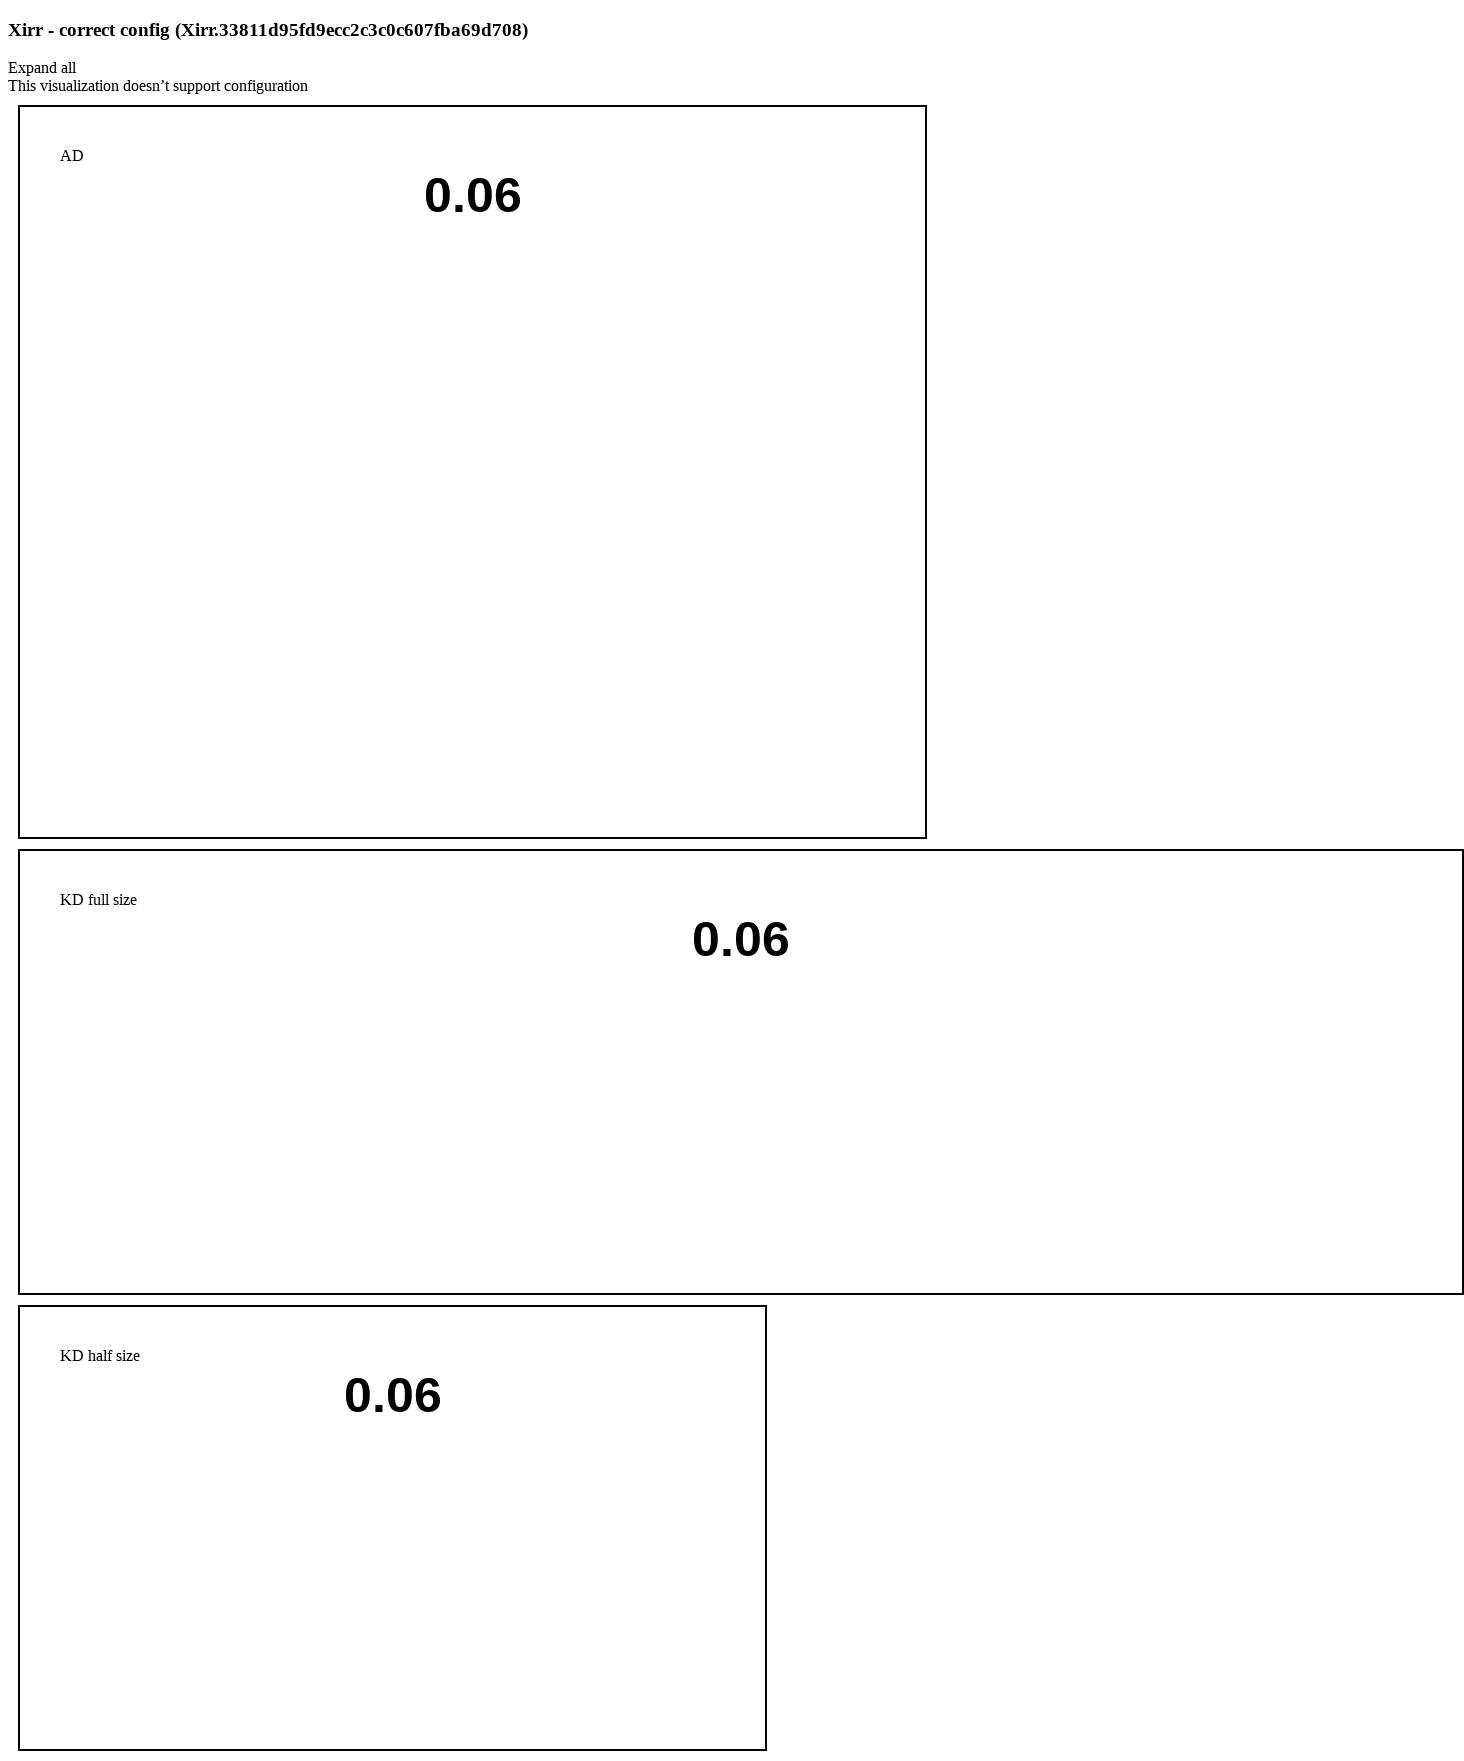 Xirr - correct config (Xirr.33811d95fd9ecc2c3c0c607fba69d708)
Expand all
This visualization doesn’t support configuration
AD
0.06
KD full size
0.06
KD half size
0.06